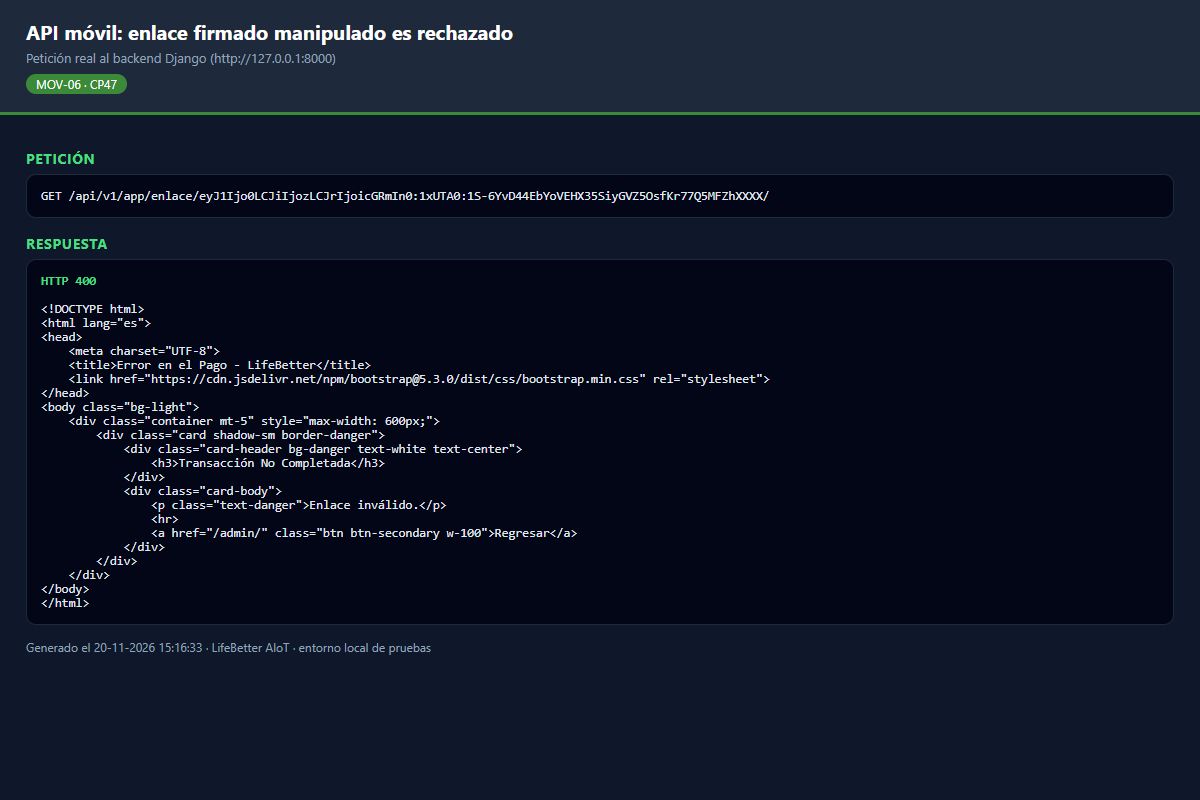 API móvil: enlace firmado manipulado es rechazado
Petición real al backend Django (http://127.0.0.1:8000)
MOV-06 · CP47
PETICIÓN
GET /api/v1/app/enlace/eyJ1Ijo0LCJiIjozLCJrIjoicGRmIn0:1xUTA0:1S-6YvD44EbYoVEHX35SiyGVZ5OsfKr77Q5MFZhXXXX/
RESPUESTA
HTTP 400
<!DOCTYPE html>
<html lang="es">
<head>
    <meta charset="UTF-8">
    <title>Error en el Pago - LifeBetter</title>
    <link href="https://cdn.jsdelivr.net/npm/bootstrap@5.3.0/dist/css/bootstrap.min.css" rel="stylesheet">
</head>
<body class="bg-light">
    <div class="container mt-5" style="max-width: 600px;">
        <div class="card shadow-sm border-danger">
            <div class="card-header bg-danger text-white text-center">
                <h3>Transacción No Completada</h3>
            </div>
            <div class="card-body">
                <p class="text-danger">Enlace inválido.</p>
                <hr>
                <a href="/admin/" class="btn btn-secondary w-100">Regresar</a>
            </div>
        </div>
    </div>
</body>
</html>
Generado el 20-11-2026 15:16:33 · LifeBetter AIoT · entorno local de pruebas